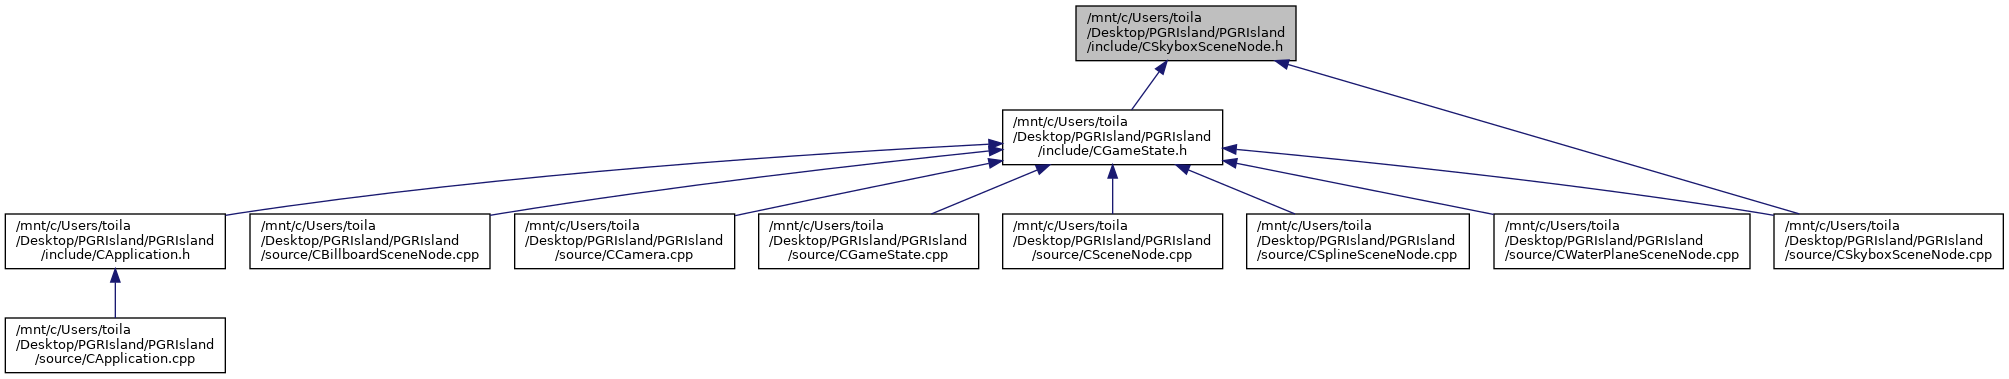 /mnt/c/Users/toila
/Desktop/PGRIsland/PGRIsland
/include/CSkyboxSceneNode.h
/mnt/c/Users/toila
/Desktop/PGRIsland/PGRIsland
/include/CGameState.h
/mnt/c/Users/toila
/Desktop/PGRIsland/PGRIsland
/include/CApplication.h
/mnt/c/Users/toila
/Desktop/PGRIsland/PGRIsland
/source/CBillboardSceneNode.cpp
/mnt/c/Users/toila
/Desktop/PGRIsland/PGRIsland
/source/CCamera.cpp
/mnt/c/Users/toila
/Desktop/PGRIsland/PGRIsland
/source/CGameState.cpp
/mnt/c/Users/toila
/Desktop/PGRIsland/PGRIsland
/source/CSceneNode.cpp
/mnt/c/Users/toila
/Desktop/PGRIsland/PGRIsland
/source/CSplineSceneNode.cpp
/mnt/c/Users/toila
/Desktop/PGRIsland/PGRIsland
/source/CWaterPlaneSceneNode.cpp
/mnt/c/Users/toila
/Desktop/PGRIsland/PGRIsland
/source/CSkyboxSceneNode.cpp
/mnt/c/Users/toila
/Desktop/PGRIsland/PGRIsland
/source/CApplication.cpp